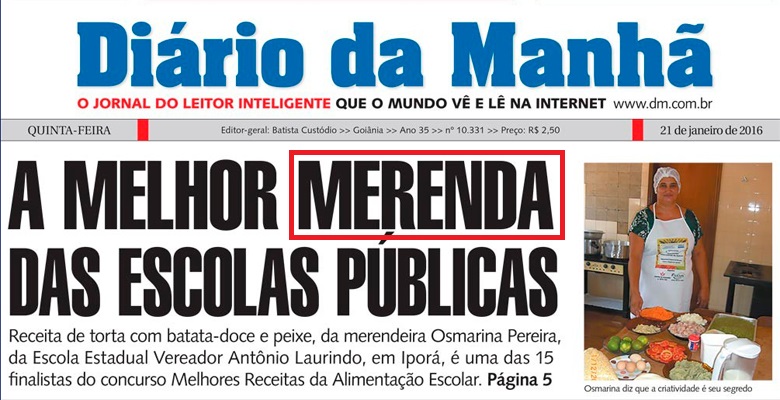 Diário da Manhã
O JORNAL DO LEITOR INTELIGENTE QUE O MUNDO VÊ E LÊ NA INTERNET www.dm.com.br
QUINTA-FEIRA Editor-geral: Batista Custódio >> Goiânia >> Ano 35 >> nº 10.331 >> Preço: R$ 2,50 21 de janeiro de 2016
A MELHOR MERENDA
DAS ESCOLAS PÚBLICAS
Receita de torta com batata-doce e peixe, da merendeira Osmarina Pereira,
da Escola Estadual Vereador Antônio Laurindo, em Iporá, é uma das 15
finalistas do concurso Melhores Receitas da Alimentação Escolar. Página 5
Osmarina diz que a criatividade é seu segredo